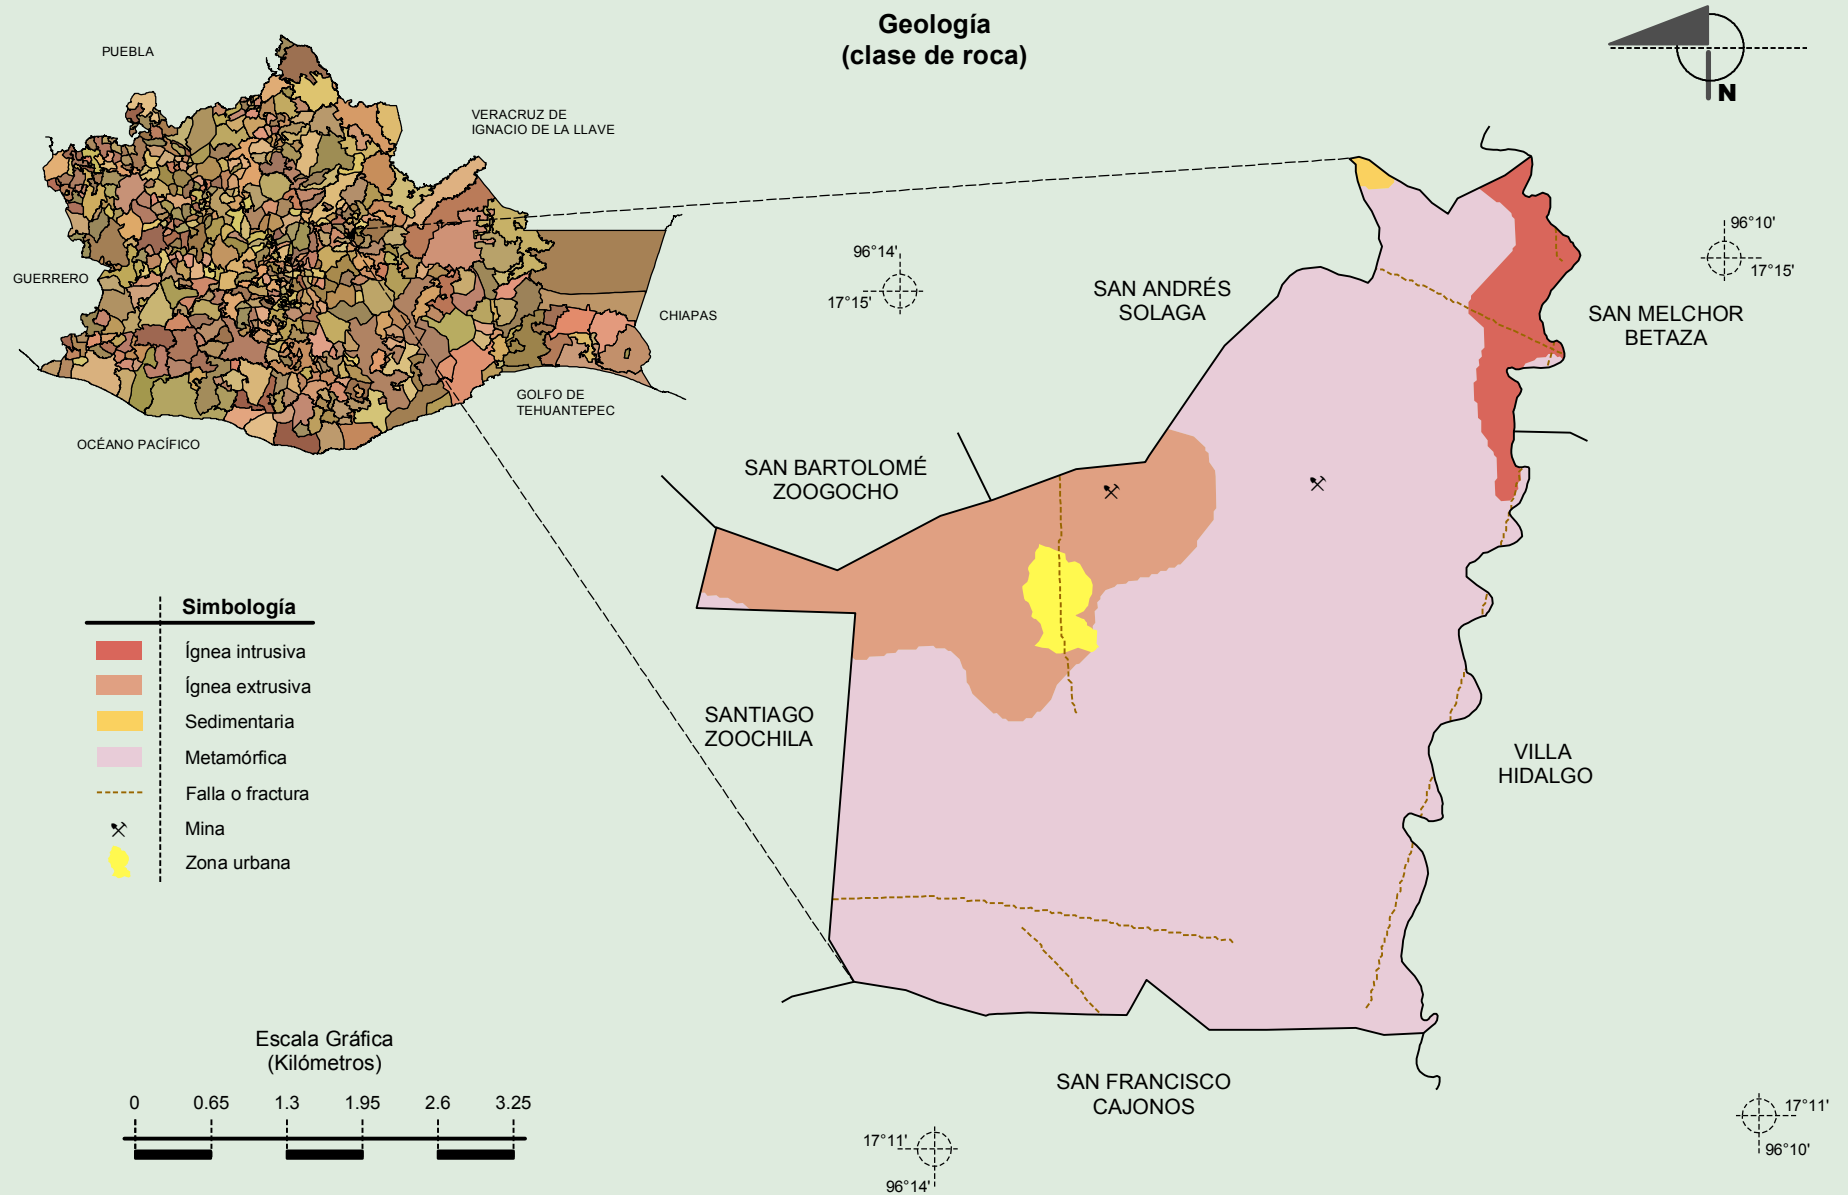 Geología
(clase de roca)
N
PUEBLA
VERACRUZ DE
IGNACIO DE LA LLAVE
GUERRERO
CHIAPAS
GOLFO DE
TEHUANTEPEC
OCÉANO PACÍFICO
96°14'
17°15'
96°10'
17°15'
SAN ANDRÉS
SOLAGA
SAN MELCHOR
BETAZA
SAN BARTOLOMÉ
ZOOGOCHO
SANTIAGO
ZOOCHILA
VILLA
HIDALGO
SAN FRANCISCO
CAJONOS
Simbología
Ígnea intrusiva
Ígnea extrusiva
Sedimentaria
Metamórfica
Falla o fractura
Mina
Zona urbana
Escala Gráfica
(Kilómetros)
0 0.65 1.3 1.95 2.6 3.25
17°11'
96°14'
17°11'
96°10'